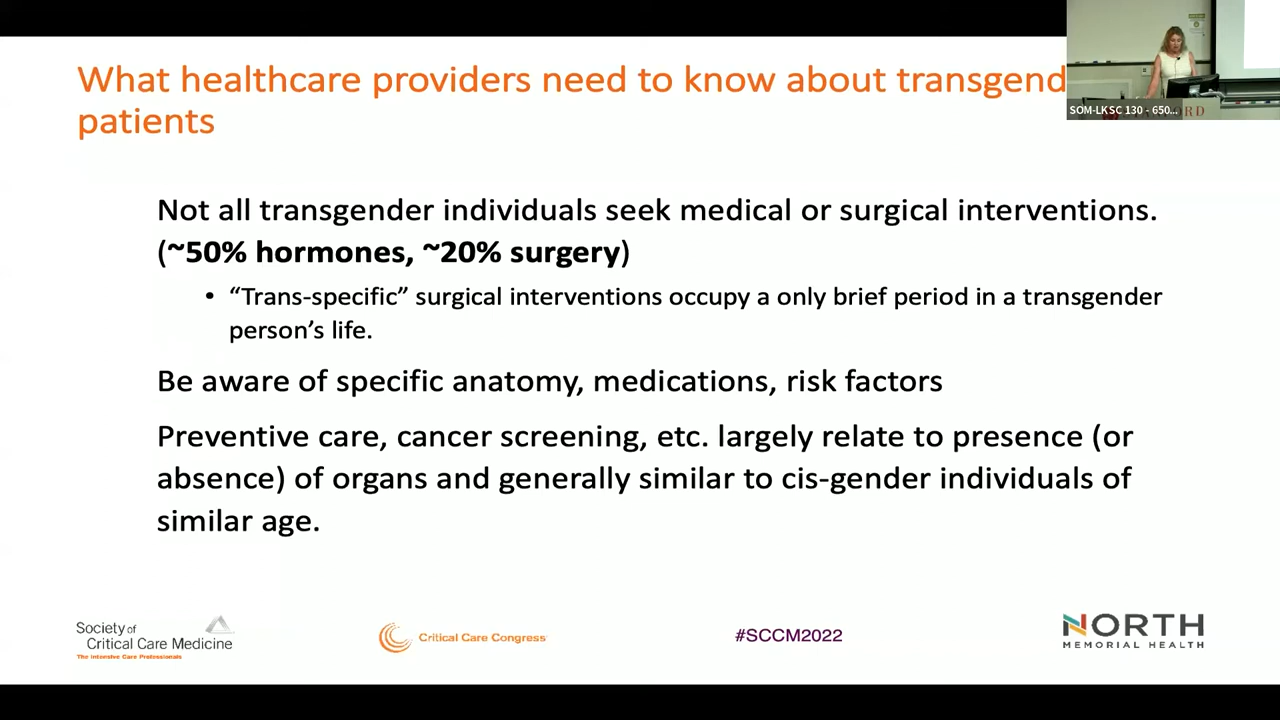 What healthcare providers need to know about transgend
patients
SOM-LKSC 130 - 650...
Not all transgender individuals seek medical or surgical interventions.
(~50% hormones, ~20% surgery)
• “Trans-specific” surgical interventions occupy a only brief period in a transgender
person’s life.
Be aware of specific anatomy, medications, risk factors
Preventive care, cancer screening, etc. largely relate to presence (or
absence) of organs and generally similar to cis-gender individuals of
similar age.
Society of
Critical Care Medicine
The Intensive Care Professionals
Critical Care Congress
#SCCM2022
NORTH
MEMORIAL HEALTH